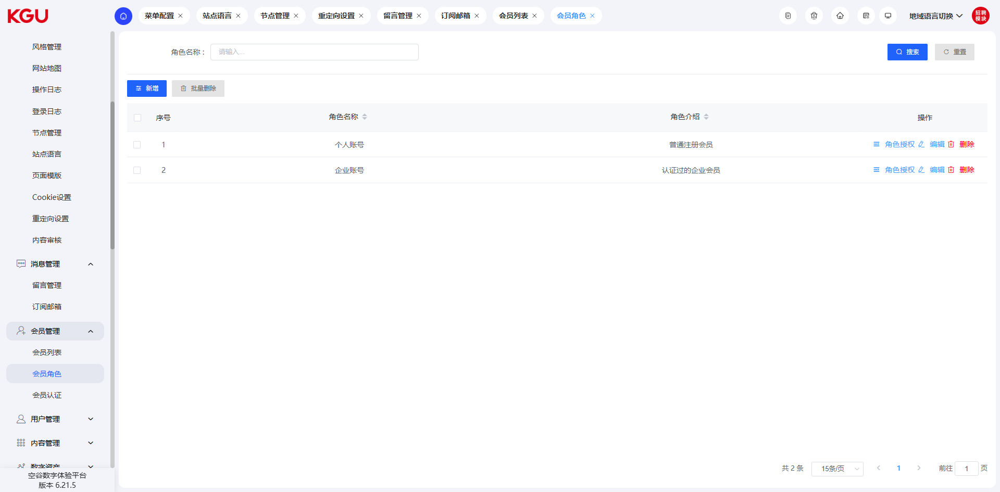 KGU
菜单配置
站点语言
节点管理
重定向设置
留言管理
订阅邮箱
会员列表
会员角色
地域语言切换
招聘
模块
风格管理
网站地图
操作日志
登录日志
节点管理
站点语言
页面模版
Cookie设置
重定向设置
内容审核
消息管理
留言管理
订阅邮箱
会员管理
会员列表
会员角色
会员认证
用户管理
内容管理
数字资产
空谷数字体验平台
版本 6.21.5
角色名称：
请输入...
搜索
重置
新增
批量删除
序号 角色名称 角色介绍 操作
1 个人账号 普通注册会员 角色授权 编辑 删除
2 企业账号 认证过的企业会员 角色授权 编辑 删除
共 2 条 15条/页 1 前往 1 页